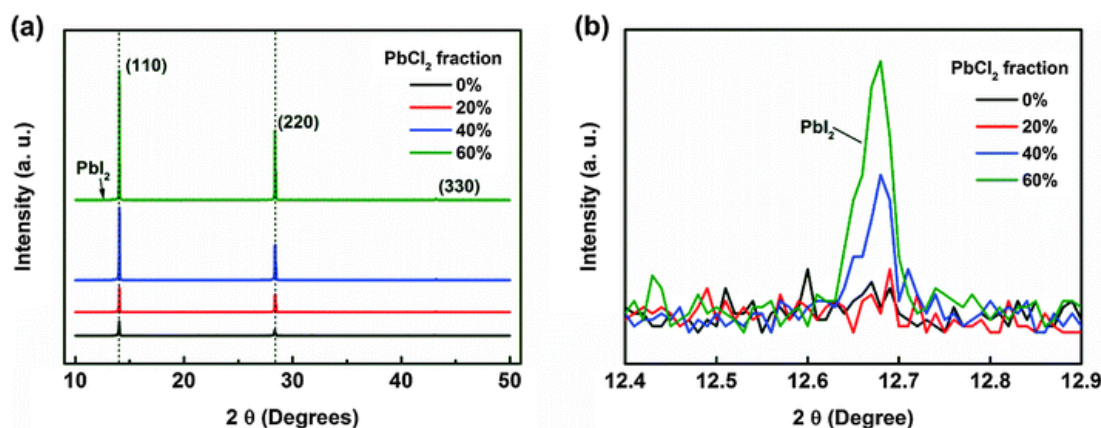 (a)
Intensity (a. u.)
PbI₂
(110)
(220)
(330)
PbCl₂ fraction
0%
20%
40%
60%
10 20 30 40 50
2 θ (Degrees)
(b)
Intensity (a. u.)
PbI₂
PbCl₂ fraction
0%
20%
40%
60%
12.4 12.5 12.6 12.7 12.8 12.9
2 θ (Degree)